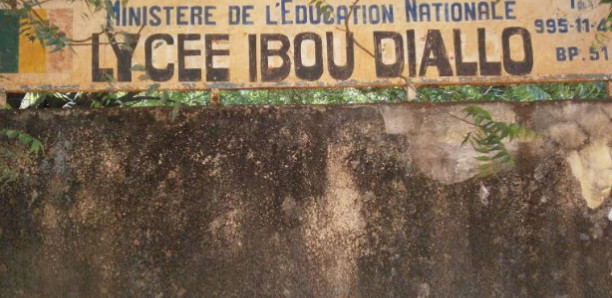 MINISTERE DE L'EDUCATION NATIONALE
LYCEE IBOU DIALLO
995-11-4
BP.51